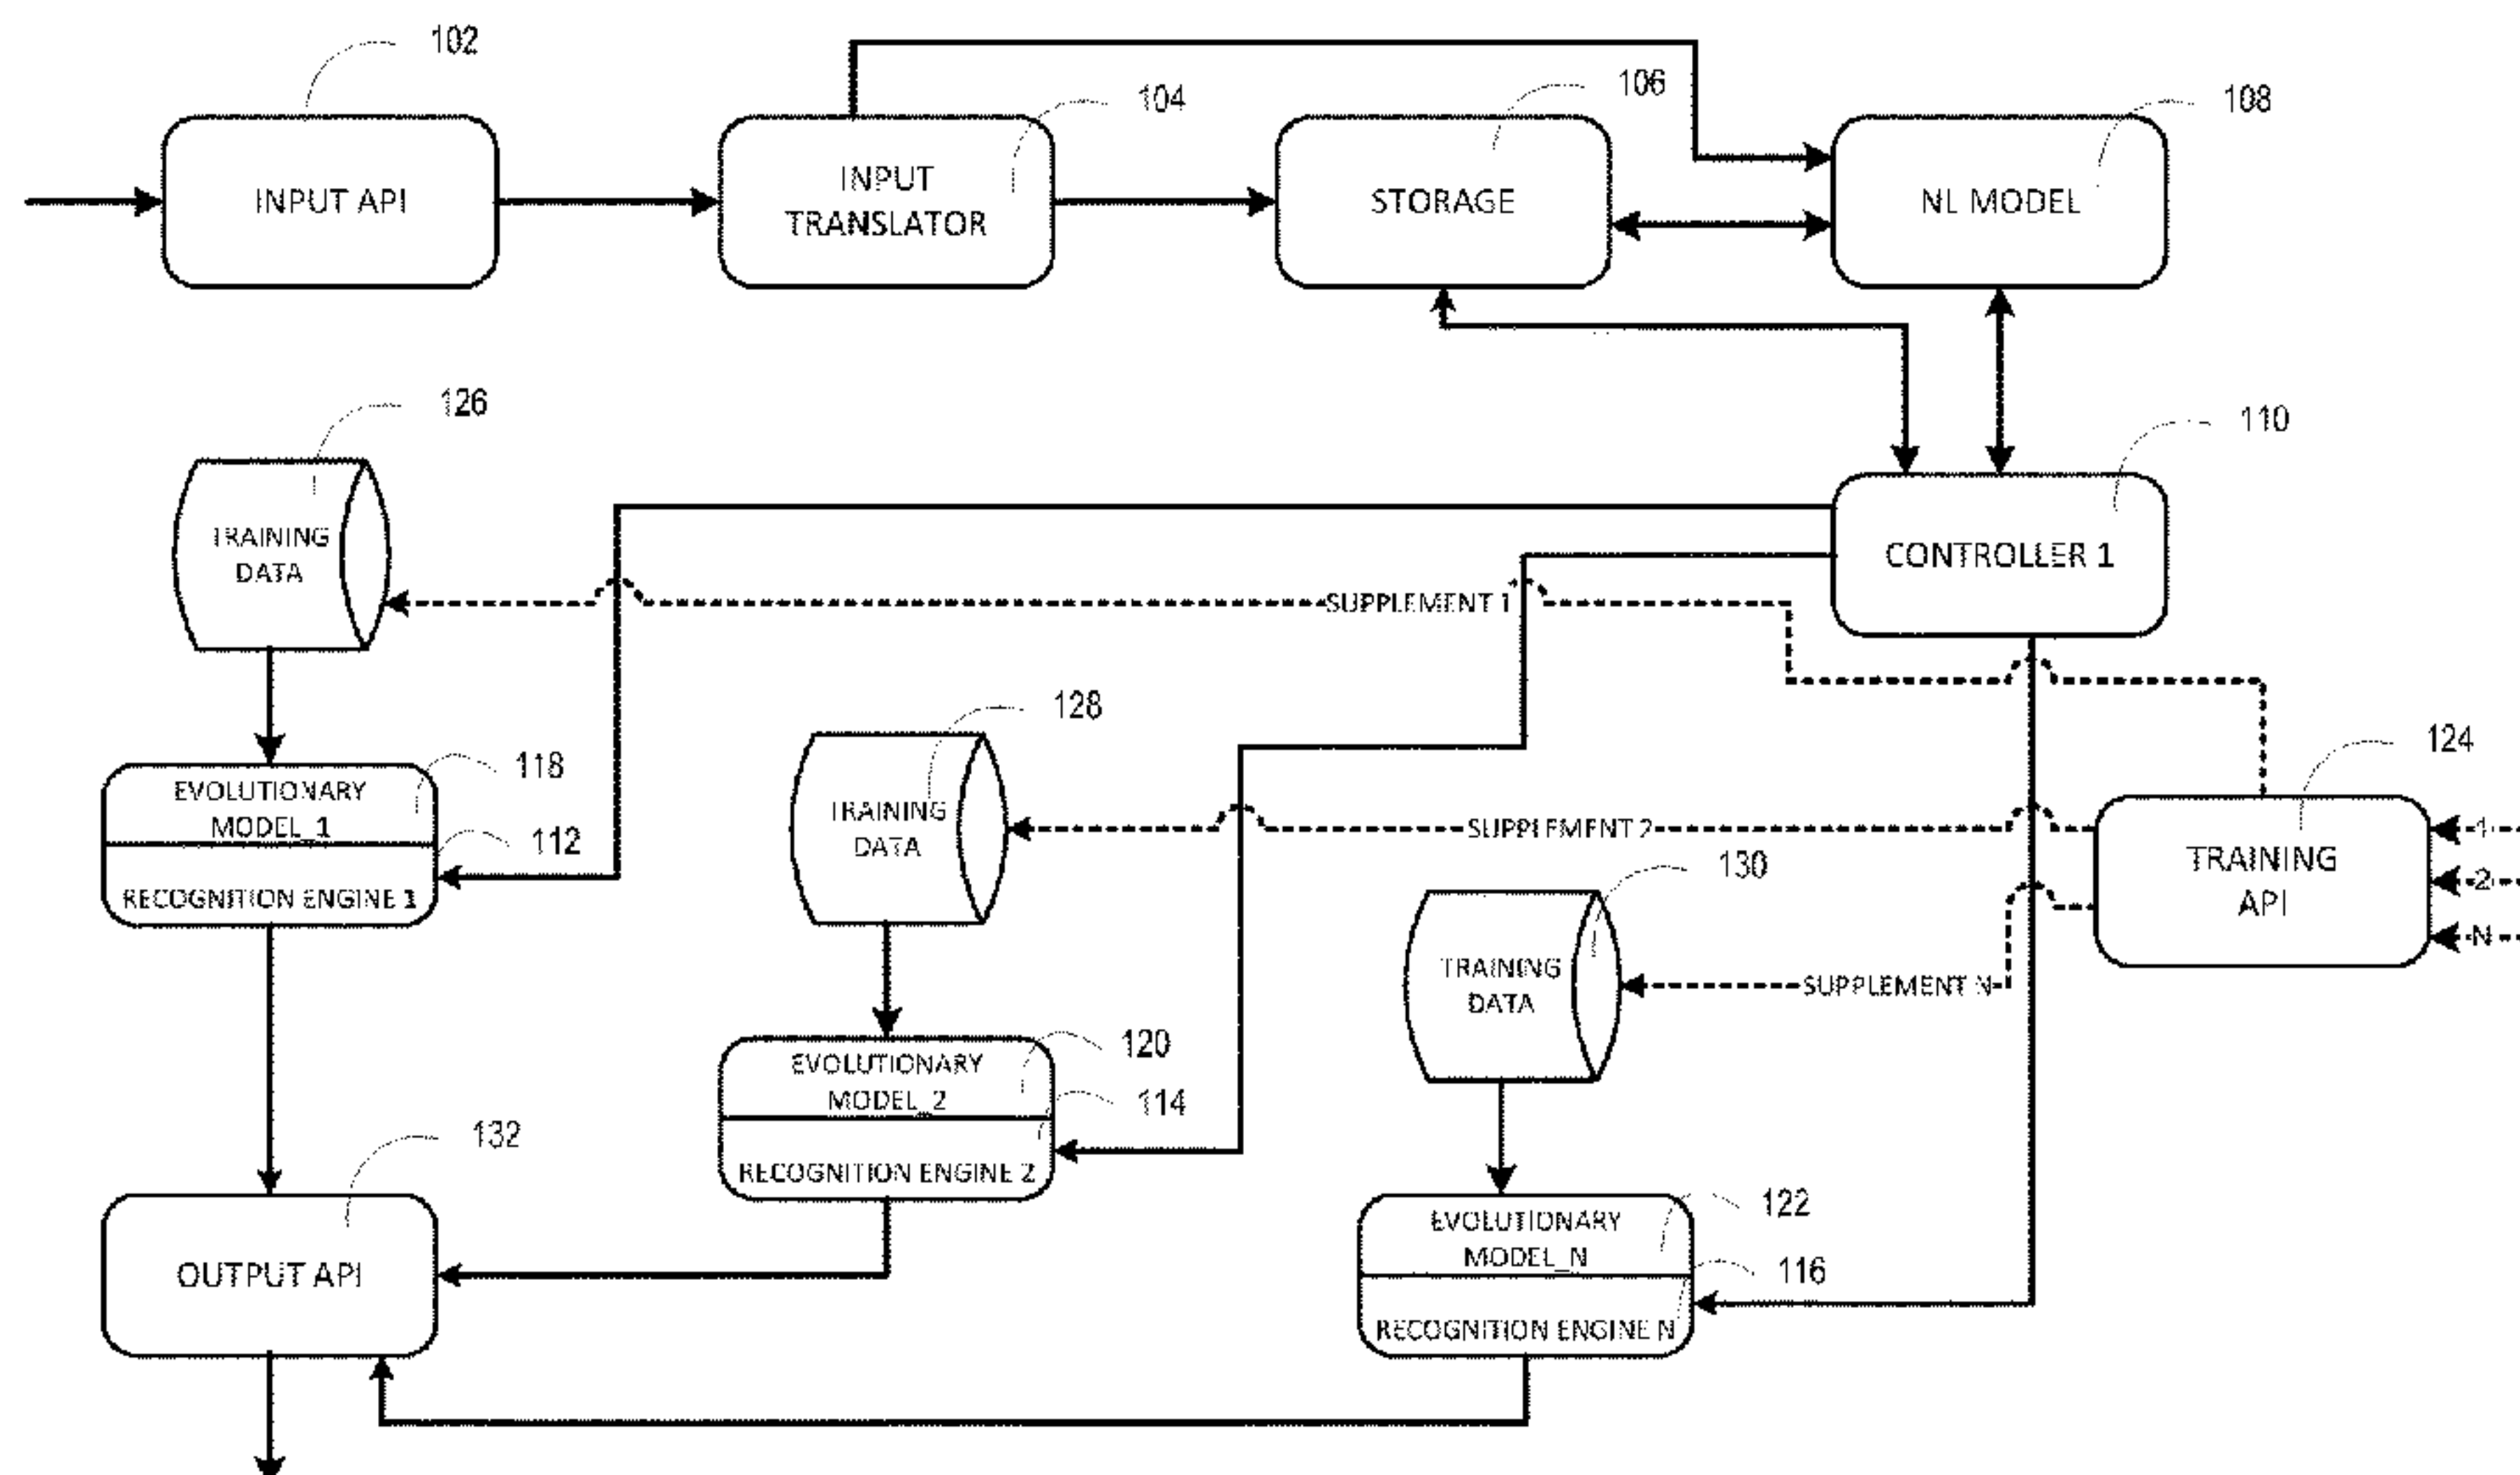 102
104
106
108
INPUT API
INPUT
TRANSLATOR
STORAGE
NL MODEL
126
110
TRAINING
DATA
CONTROLLER 1
SUPPLEMENT 1
128
118
124
EVOLUTIONARY
MODEL_1
112
RECOGNITION ENGINE 1
TRAINING
DATA
SUPPLEMENT 2
130
1
2
N
TRAINING
API
TRAINING
DATA
SUPPLEMENT N
120
EVOLUTIONARY
MODEL_2
114
RECOGNITION ENGINE 2
132
OUTPUT API
122
EVOLUTIONARY
MODEL_N
116
RECOGNITION ENGINE N